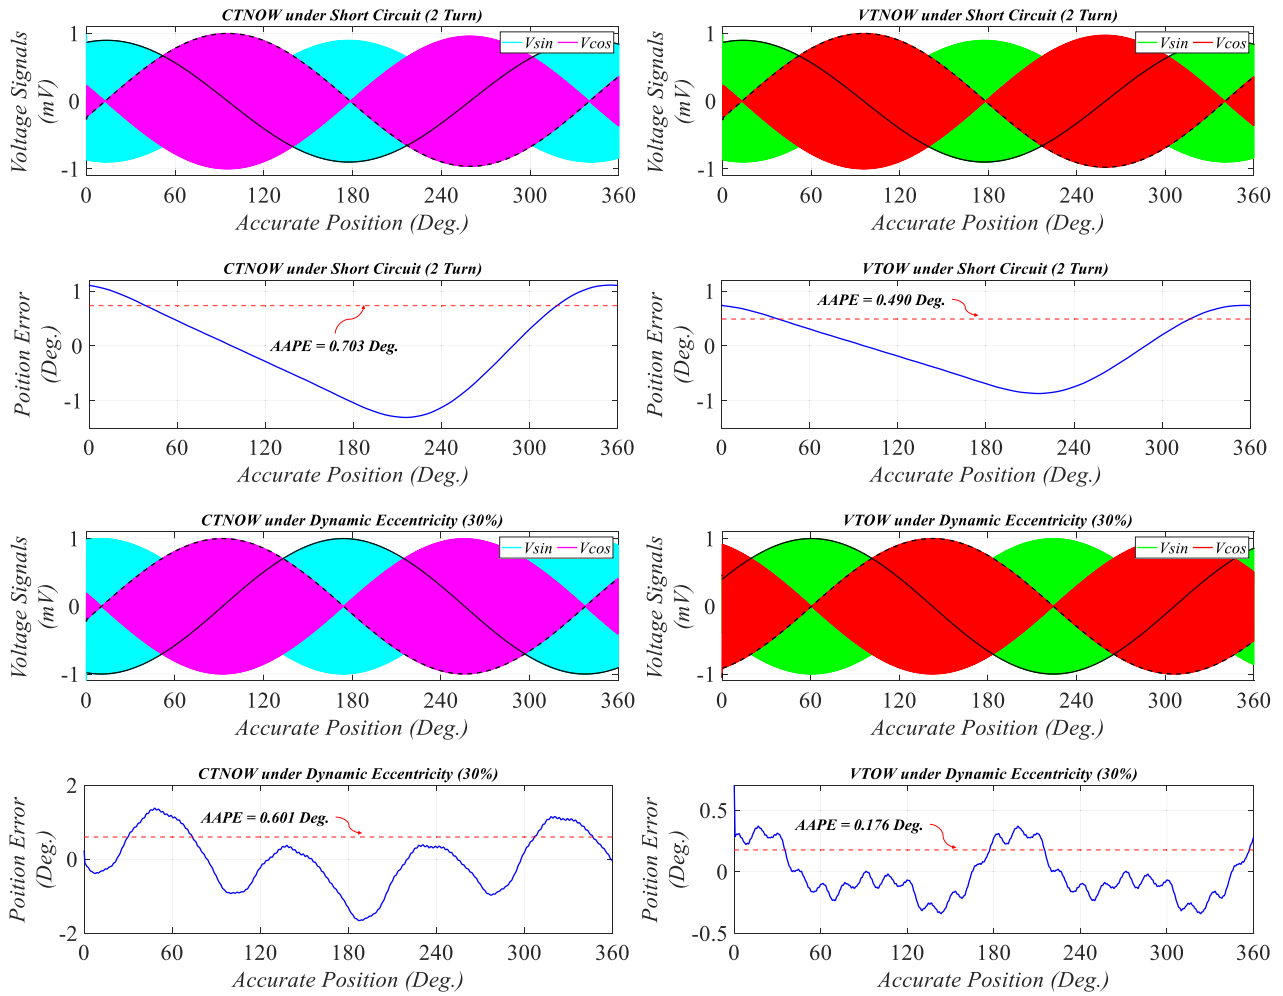 CTNOW under Short Circuit (2 Turn)
Voltage Signals
(mV)
1
0
-1
Vsin Vcos
0 60 120 180 240 300 360
Accurate Position (Deg.)
VTNOW under Short Circuit (2 Turn)
Voltage Signals
(mV)
1
0
-1
Vsin Vcos
0 60 120 180 240 300 360
Accurate Position (Deg.)
CTNOW under Short Circuit (2 Turn)
Poition Error
(Deg.)
1
0
-1
AAPE = 0.703 Deg.
0 60 120 180 240 300 360
Accurate Position (Deg.)
VTOW under Short Circuit (2 Turn)
Poition Error
(Deg.)
1
0
-1
AAPE = 0.490 Deg.
0 60 120 180 240 300 360
Accurate Position (Deg.)
CTNOW under Dynamic Eccentricity (30%)
Voltage Signals
(mV)
1
0
-1
Vsin Vcos
0 60 120 180 240 300 360
Accurate Position (Deg.)
VTOW under Dynamic Eccentricity (30%)
Voltage Signals
(mV)
1
0
-1
Vsin Vcos
0 60 120 180 240 300 360
Accurate Position (Deg.)
CTNOW under Dynamic Eccentricity (30%)
Poition Error
(Deg.)
2
0
-2
AAPE = 0.601 Deg.
0 60 120 180 240 300 360
Accurate Position (Deg.)
VTOW under Dynamic Eccentricity (30%)
Poition Error
(Deg.)
0.5
0
-0.5
AAPE = 0.176 Deg.
0 60 120 180 240 300 360
Accurate Position (Deg.)